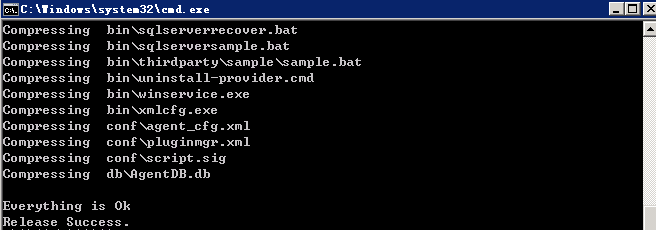 C:\Windows\system32\cmd.exe
Compressing  bin\sqlserverrecover.bat
Compressing  bin\sqlserversample.bat
Compressing  bin\thirdparty\sample\sample.bat
Compressing  bin\uninstall-provider.cmd
Compressing  bin\winservice.exe
Compressing  bin\xmlcfg.exe
Compressing  conf\agent_cfg.xml
Compressing  conf\pluginmgr.xml
Compressing  conf\script.sig
Compressing  db\AgentDB.db
Everything is Ok
Release Success.